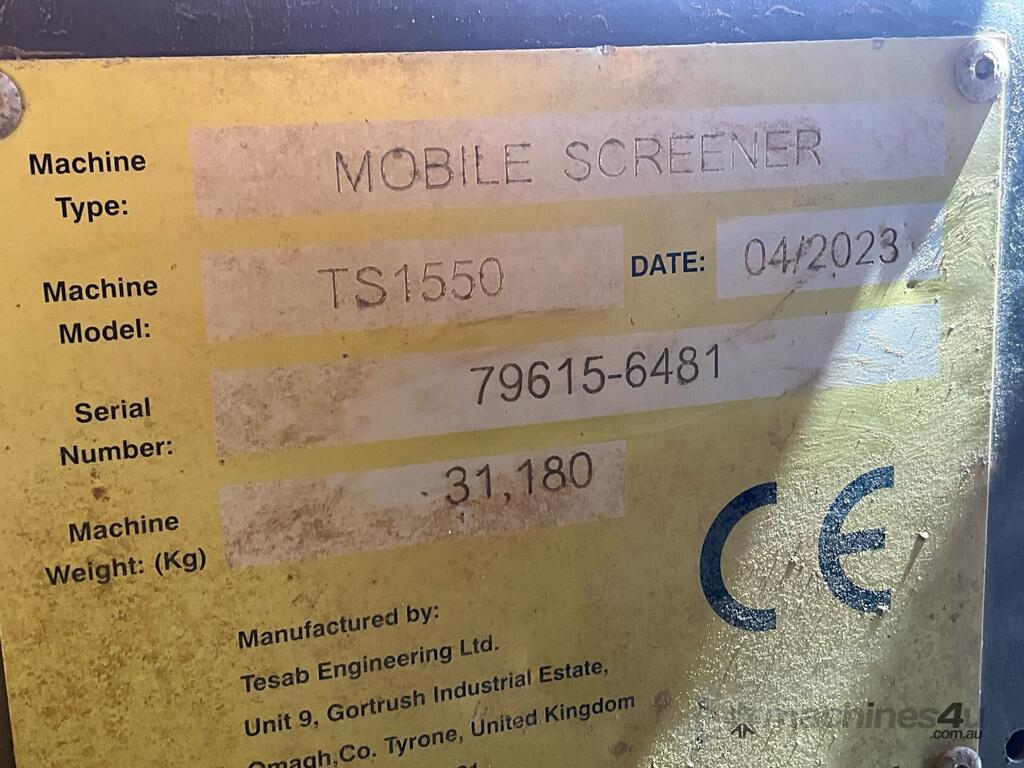 Machine Type: MOBILE SCREENER
Machine Model: TS1550 DATE: 04/2023
Serial Number: 79615-6481
Machine Weight: (Kg) 31,180
CE
Manufactured by:
Tesab Engineering Ltd.
Unit 9, Gortrush Industrial Estate,
Omagh,Co. Tyrone, United Kingdom
machines4u
.com.au